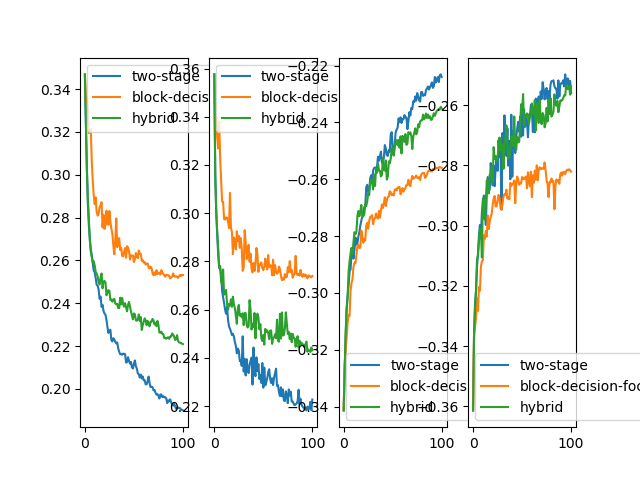 0.34
0.32
0.30
0.28
0.26
0.24
0.22
0.20
0 100
two-stage
block-decis
hybrid
0.36
0.34
0.30
0.28
0.26
0.24
0.22
0 100
two-stage
block-decis
hybrid
−0.22
−0.24
−0.26
−0.28
−0.30
−0.32
−0.34
0 100
two-stage
block-decis
hybrid
−0.26
−0.28
−0.30
−0.32
−0.34
−0.36
0 100
two-stage
block-decision-foc
hybrid